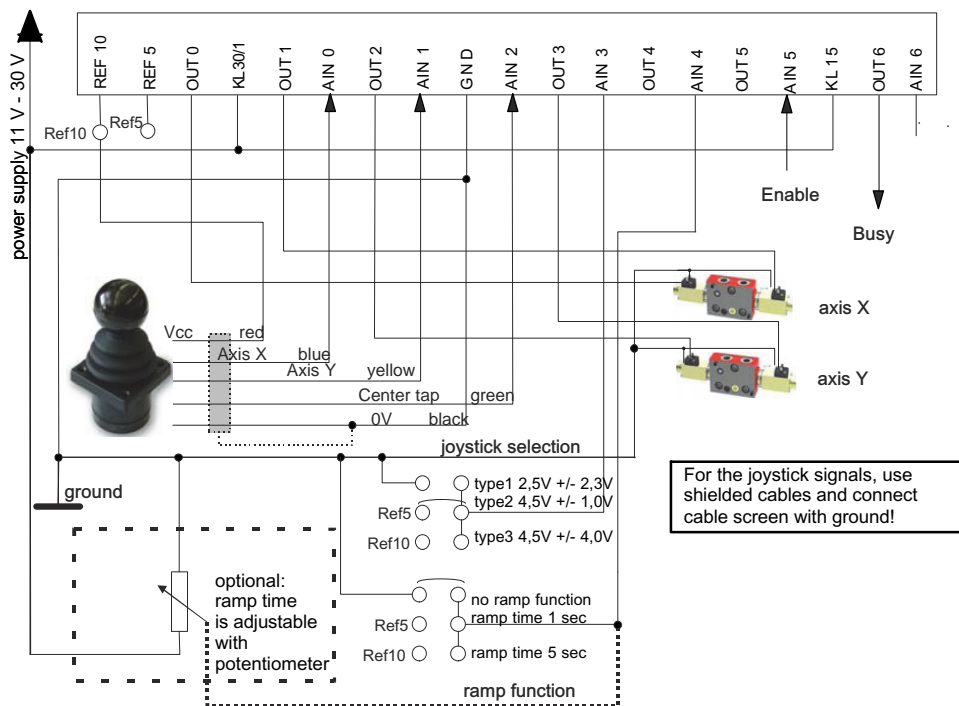 power supply 11 V - 30 V
REF 10
REF 5
OUT 0
KL30/1
OUT 1
AIN 0
OUT 2
AIN 1
GND
AIN 2
OUT 3
AIN 3
OUT 4
AIN 4
OUT 5
AIN 5
KL 15
OUT 6
AIN 6
Ref10
Ref5
Enable
Busy
axis X
axis Y
Vcc red
Axis X blue
Axis Y yellow
Center tap green
0V black
joystick selection
type1 2,5V +/- 2,3V
type2 4,5V +/- 1,0V
Ref5
type3 4,5V +/- 4,0V
Ref10
For the joystick signals, use
shielded cables and connect
cable screen with ground!
ground
optional:
ramp time
is adjustable
with
potentiometer
no ramp function
Ref5
ramp time 1 sec
Ref10
ramp time 5 sec
ramp function